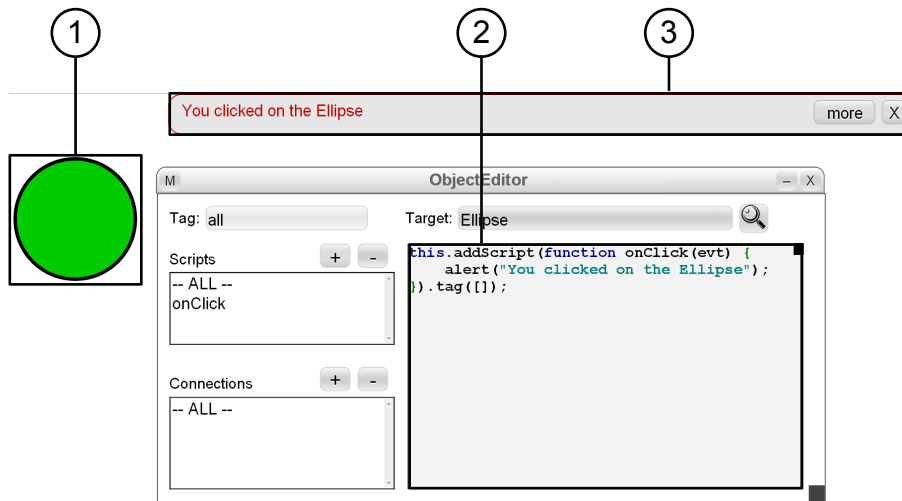 1
2
3
You clicked on the Ellipse
more
X
M
ObjectEditor
– X
Tag: all
Target: Ellipse
Scripts
+ -
-- ALL --
onClick
this.addScript(function onClick(evt) {
    alert("You clicked on the Ellipse");
}).tag([]);
Connections
+ -
-- ALL --